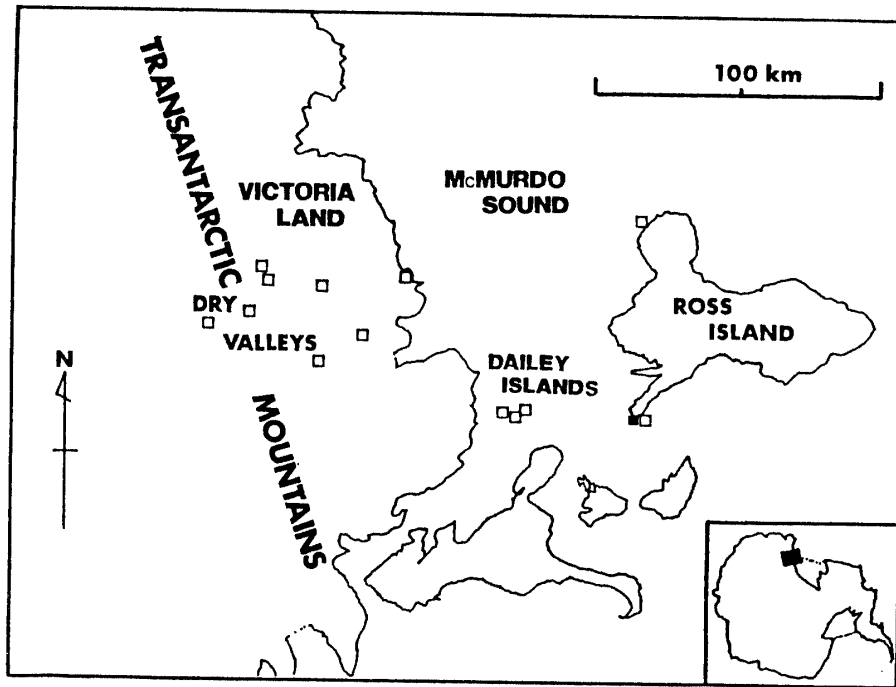 TRANSANTARCTIC
MOUNTAINS
100 km
VICTORIA
LAND
McMURDO
SOUND
DRY
VALLEYS
ROSS
ISLAND
DAILEY
ISLANDS
N